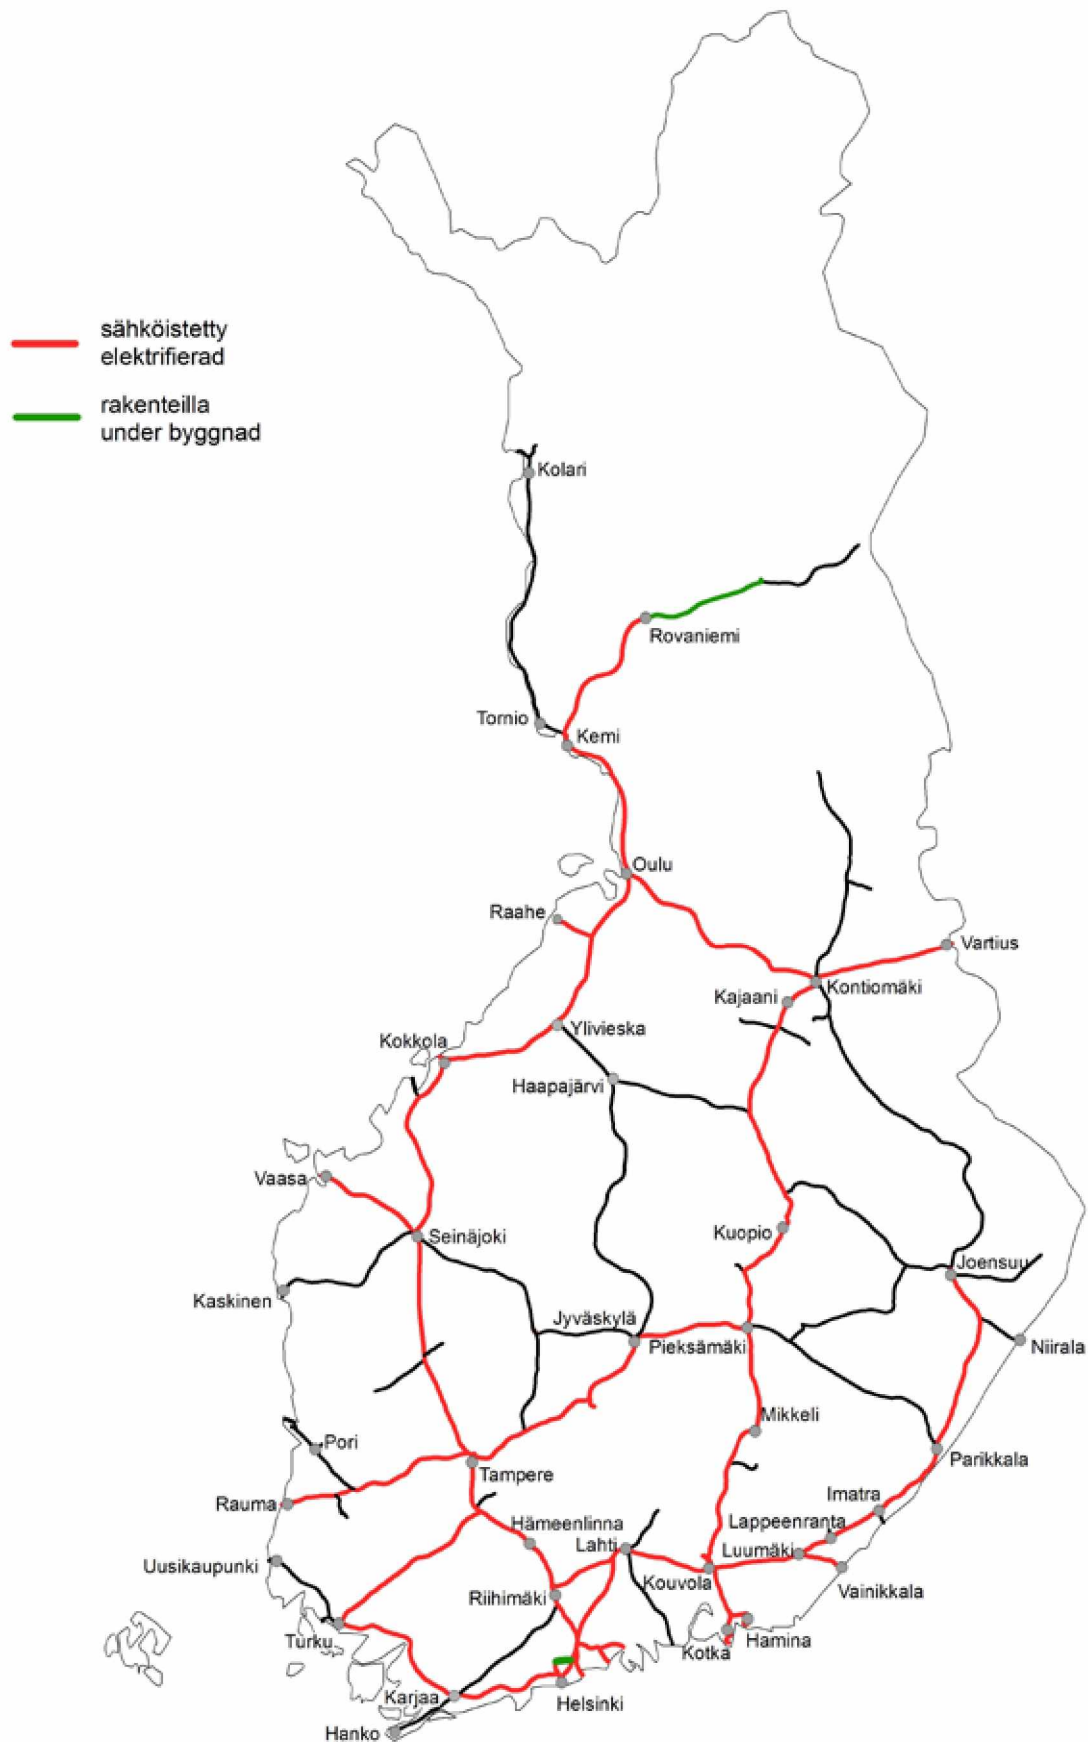 sähköistetty
elektrifierad
rakenteilla
under byggnad
Kolari
Rovaniemi
Tornio
Kemi
Oulu
Raahe
Vartius
Kontiomäki
Kajaani
Ylivieska
Kokkola
Haapajärvi
Vaasa
Seinäjoki
Kuopio
Joensuu
Kaskinen
Jyväskylä
Pieksämäki
Niirala
Mikkeli
Pori
Parikkala
Tampere
Rauma
Imatra
Hämeenlinna
Lappeenranta
Lahti
Luumäki
Uusikaupunki
Kouvola
Vainikkala
Riihimäki
Turku
Hamina
Kotka
Karjaa
Helsinki
Hanko